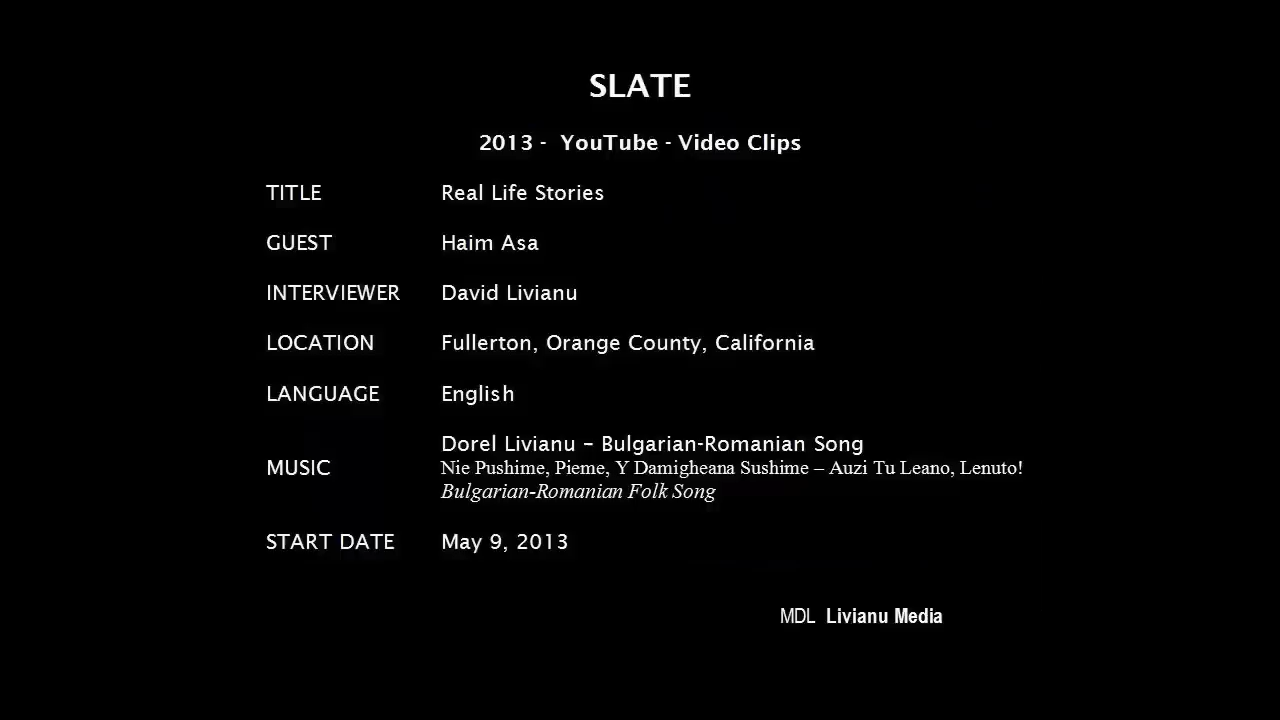 SLATE
2013 - YouTube - Video Clips
TITLE Real Life Stories
GUEST Haim Asa
INTERVIEWER David Livianu
LOCATION Fullerton, Orange County, California
LANGUAGE English
Dorel Livianu – Bulgarian-Romanian Song
MUSIC Nie Pushime, Pieme, Y Damigheana Sushime – Auzi Tu Leano, Lenuto!
Bulgarian-Romanian Folk Song
START DATE May 9, 2013
MDL Livianu Media